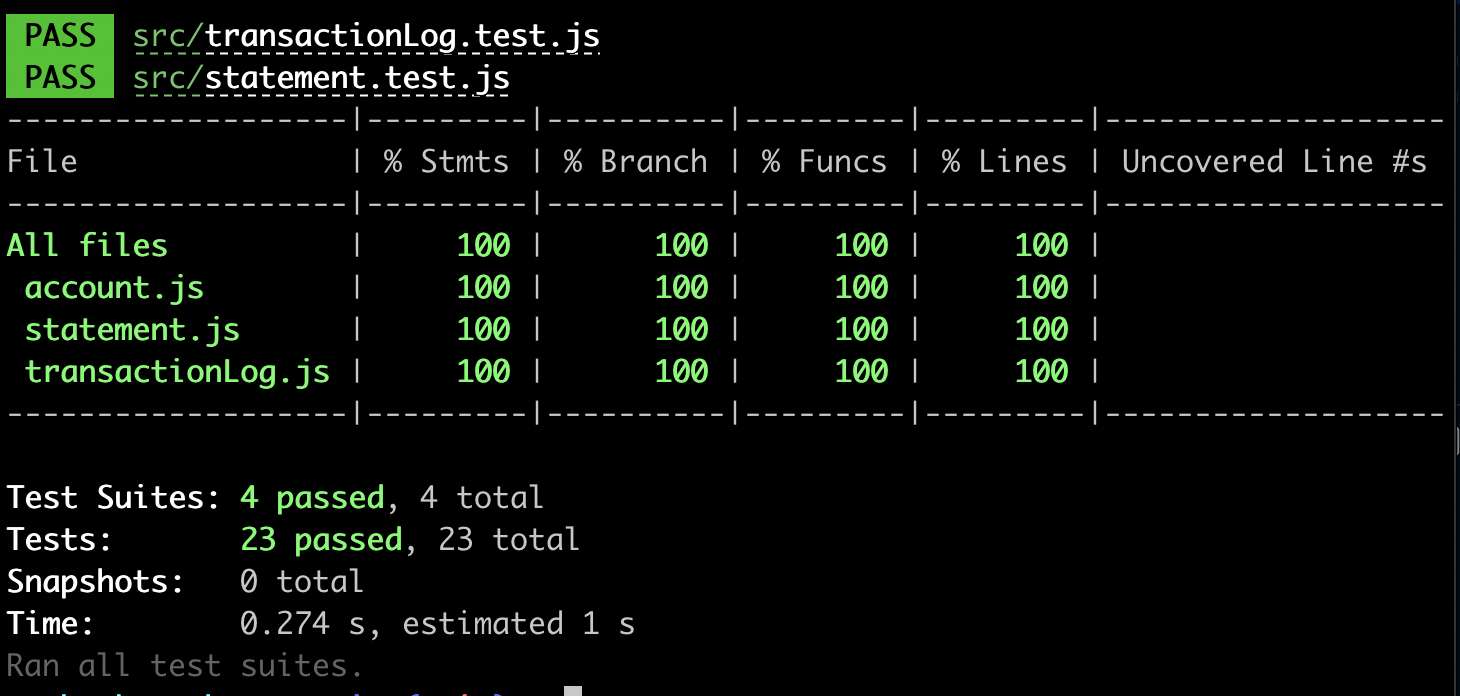 PASS src/transactionLog.test.js
PASS src/statement.test.js
-------------------|---------|----------|---------|---------|-------------------
File               | % Stmts | % Branch | % Funcs | % Lines | Uncovered Line #s
-------------------|---------|----------|---------|---------|-------------------
All files          |     100 |      100 |     100 |     100 |
 account.js        |     100 |      100 |     100 |     100 |
 statement.js      |     100 |      100 |     100 |     100 |
 transactionLog.js |     100 |      100 |     100 |     100 |
-------------------|---------|----------|---------|---------|-------------------
Test Suites: 4 passed, 4 total
Tests:       23 passed, 23 total
Snapshots:   0 total
Time:        0.274 s, estimated 1 s
Ran all test suites.